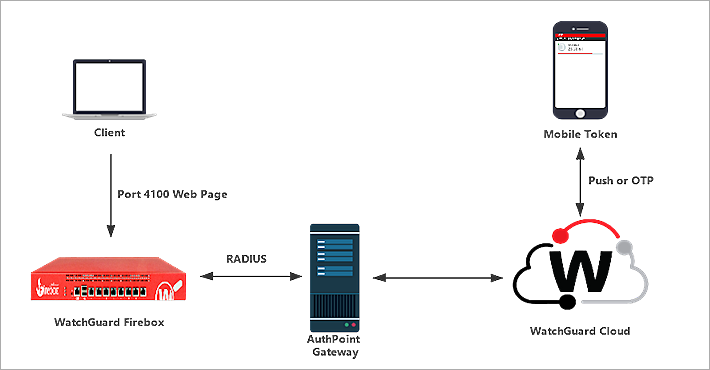 Client
Mobile Token
Port 4100 Web Page
Push or OTP
RADIUS
W
WatchGuard Firebox
AuthPoint
Gateway
WatchGuard Cloud